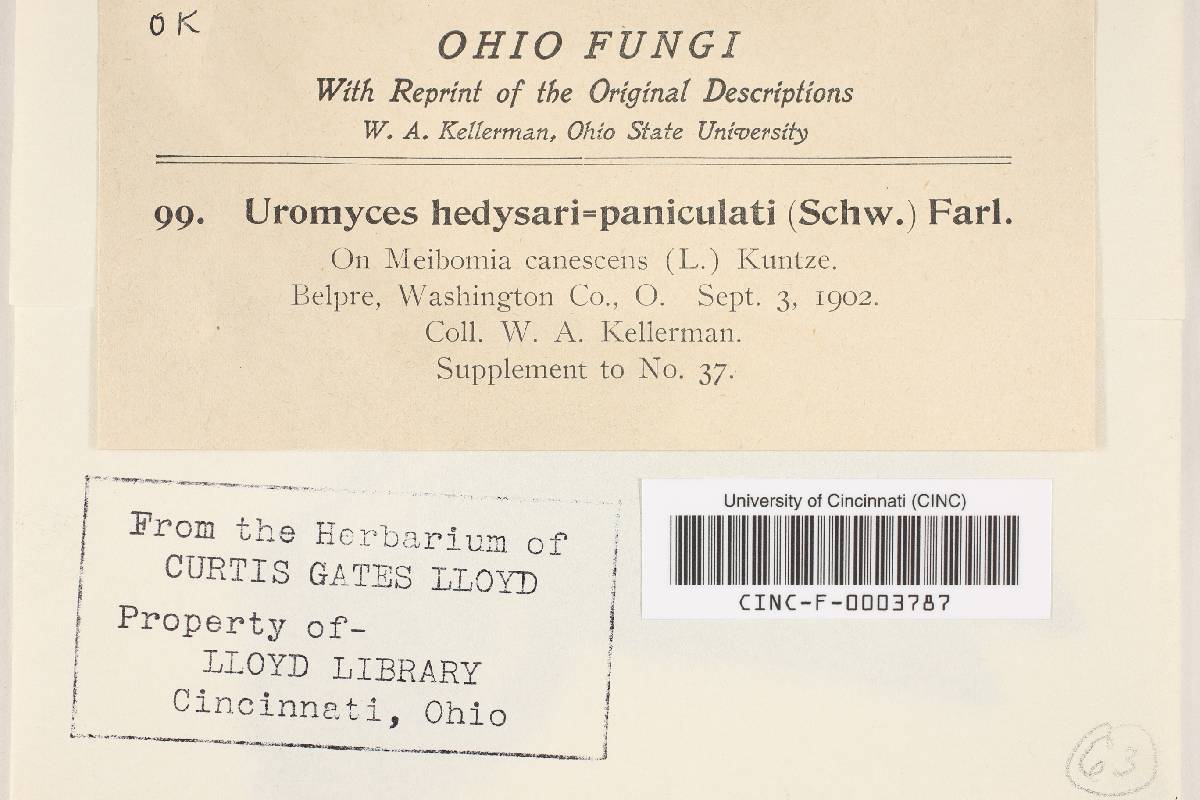 OK
OHIO FUNGI
With Reprint of the Original Descriptions
W. A. Kellerman, Ohio State University
99. Uromyces hedysari=paniculati (Schw.) Farl.
On Meibomia canescens (L.) Kuntze.
Belpre, Washington Co., O. Sept. 3, 1902.
Coll. W. A. Kellerman.
Supplement to No. 37.
From the Herbarium of
CURTIS GATES LLOYD
Property of-
LLOYD LIBRARY
Cincinnati, Ohio
University of Cincinnati (CINC)
CINC-F-0003787
63